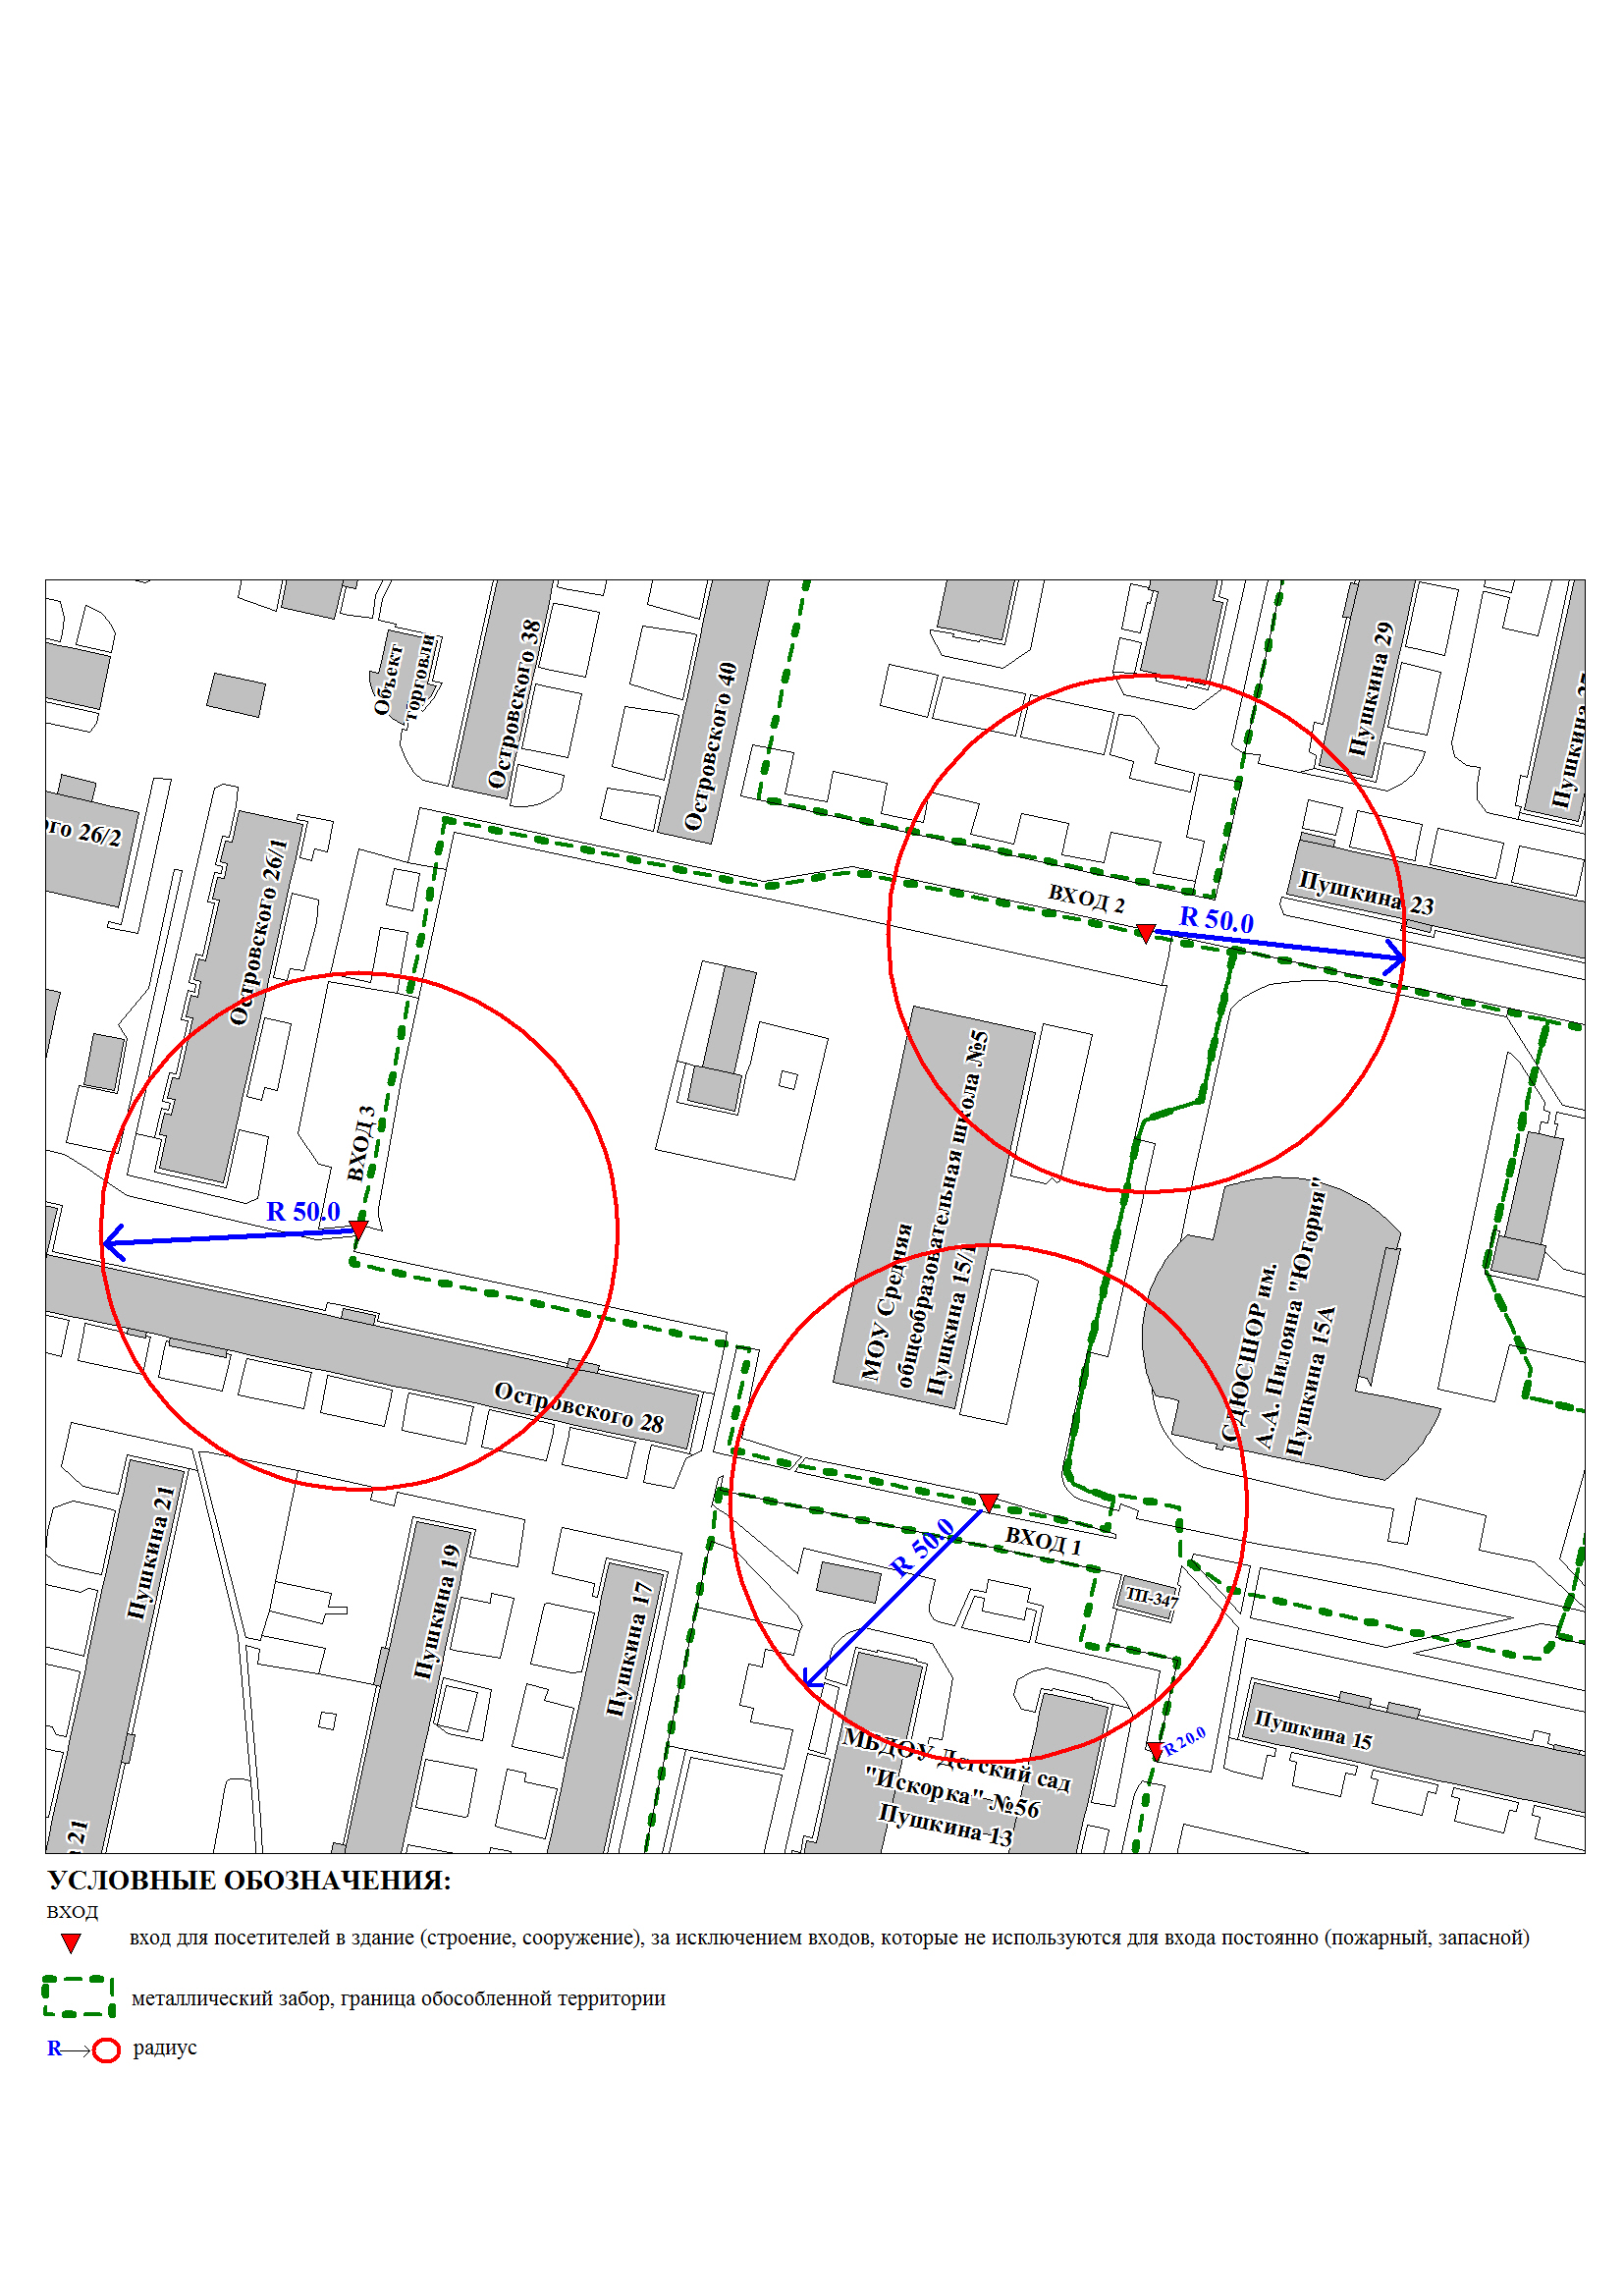 Объект
торговли
Островского 38
Островского 40
Пушкина 29
Пушкина
ого 26/2
Островского 26/1
ВХОД 2
R 50.0
Пушкина 23
ВХОД 3
R 50.0
МОУ Средняя
общеобразовательная школа №5
Пушкина 15/1
СДЮСШОР им.
А.А. Пилояна "Югория"
Пушкина 15А
Островского 28
Пушкина 21
Пушкина 19
Пушкина 17
R 50.0
ВХОД 1
ТП-347
R 20.0
Пушкина 15
МБДОУ Детский сад
"Искорка" №56
Пушкина 13
21
УСЛОВНЫЕ ОБОЗНАЧЕНИЯ:
ВХОД
вход для посетителей в здание (строение, сооружение), за исключением входов, которые не используются для входа постоянно (пожарный, запасной)
металлический забор, граница обособленной территории
R
радиус